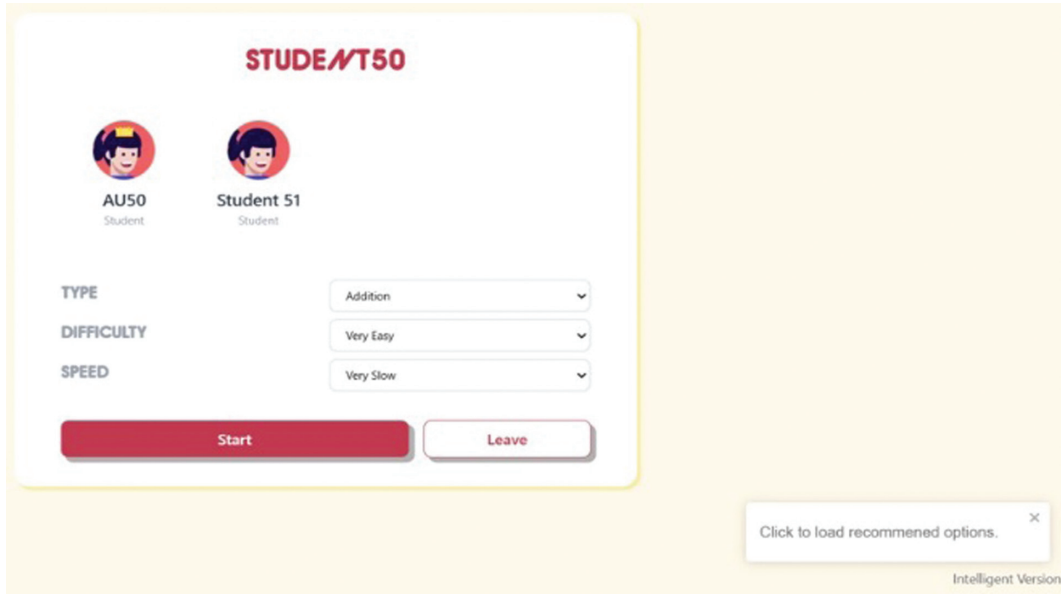 STUDENT50
AU50 Student 51
Student Student
TYPE Addition
DIFFICULTY Very Easy
SPEED Very Slow
Start Leave
Click to load recommened options.
Intelligent Version